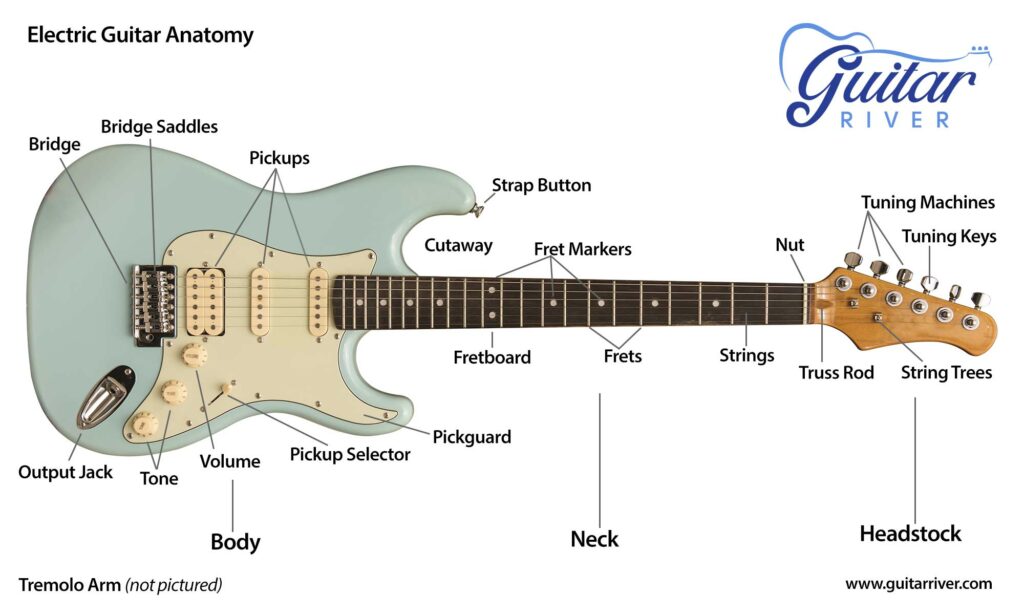 Electric Guitar Anatomy
Guitar
RIVER
Bridge Saddles
Bridge
Pickups
Strap Button
Tuning Machines
Cutaway
Fret Markers
Nut
Tuning Keys
Fretboard
Frets
Strings
Truss Rod
String Trees
Pickguard
Output Jack
Tone
Volume
Pickup Selector
Body
Neck
Headstock
Tremolo Arm (not pictured)
www.guitarriver.com